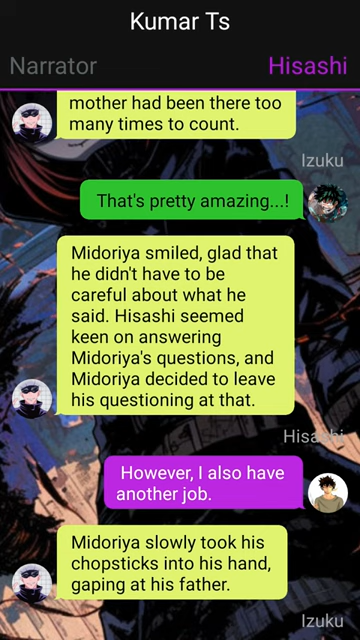 Kumar Ts
Narrator
Hisashi
mother had been there too
many times to count.
Izuku
That's pretty amazing...!
Midoriya smiled, glad that
he didn't have to be
careful about what he
said. Hisashi seemed
keen on answering
Midoriya's questions, and
Midoriya decided to leave
his questioning at that.
Hisashi
However, I also have
another job.
Midoriya slowly took his
chopsticks into his hand,
gaping at his father.
Izuku